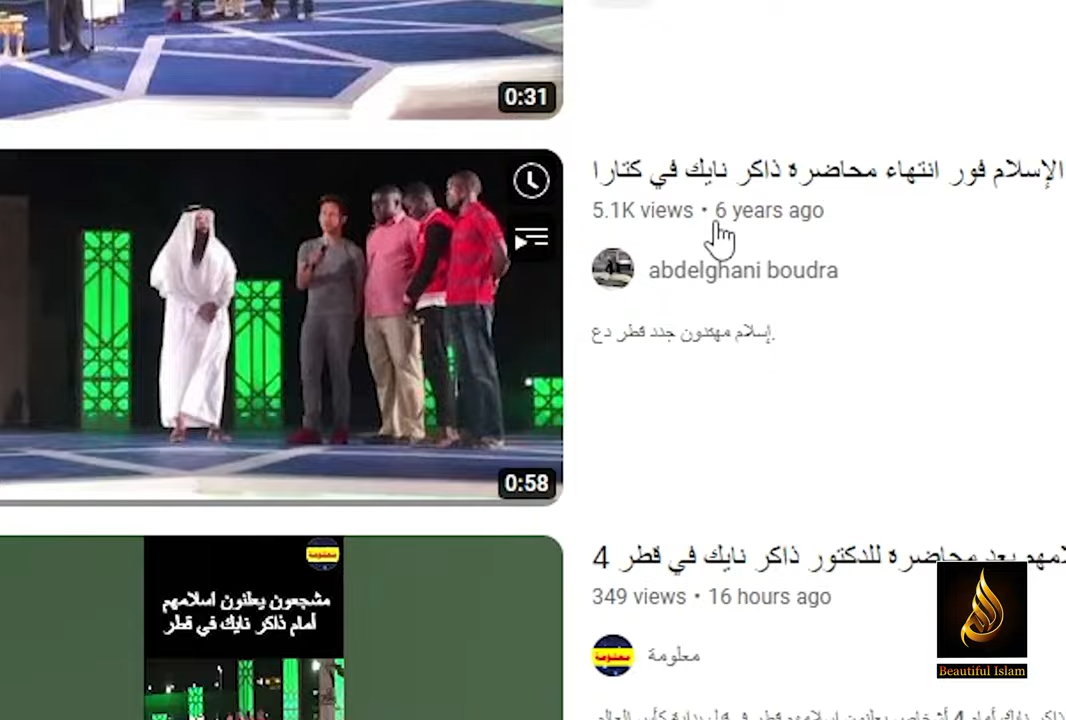 0:31
الإسلام فور انتهاء محاضرة ذاكر نايك في كتارا
5.1K views • 6 years ago
abdelghani boudra
إسلام مهتدون جدد قطر دع.
0:58
بعد محاضرة للدكتور ذاكر نايك في قطر 4
349 views • 16 hours ago
معلومة
معلومة
معلومة
مشجعون يعلنون اسلامهم
أمام ذاكر نايك في قطر
Beautiful Islam